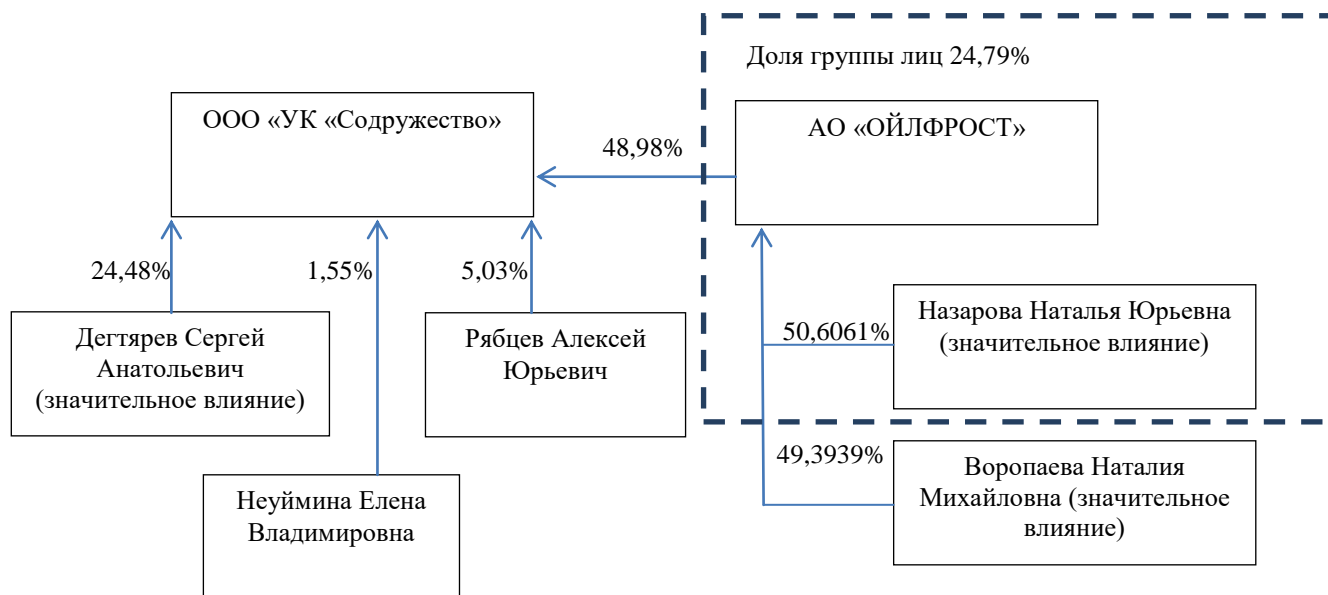 Доля группы лиц 24,79%
ООО «УК «Содружество»
АО «ОЙЛФРОСТ»
48,98%
24,48%
1,55%
5,03%
Дегтярев Сергей
Анатольевич
(значительное влияние)
Рябцев Алексей
Юрьевич
50,6061%
Назарова Наталья Юрьевна
(значительное влияние)
49,3939%
Воропаева Наталия
Михайловна (значительное
влияние)
Неуймина Елена
Владимировна